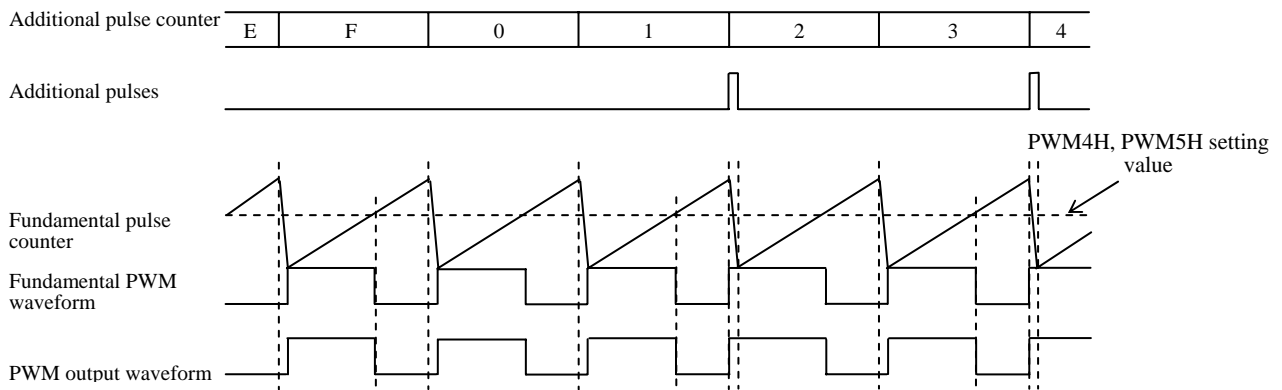 Additional pulse counter
E F 0 1 2 3 4
Additional pulses
PWM4H, PWM5H setting
value
Fundamental pulse
counter
Fundamental PWM
waveform
PWM output waveform